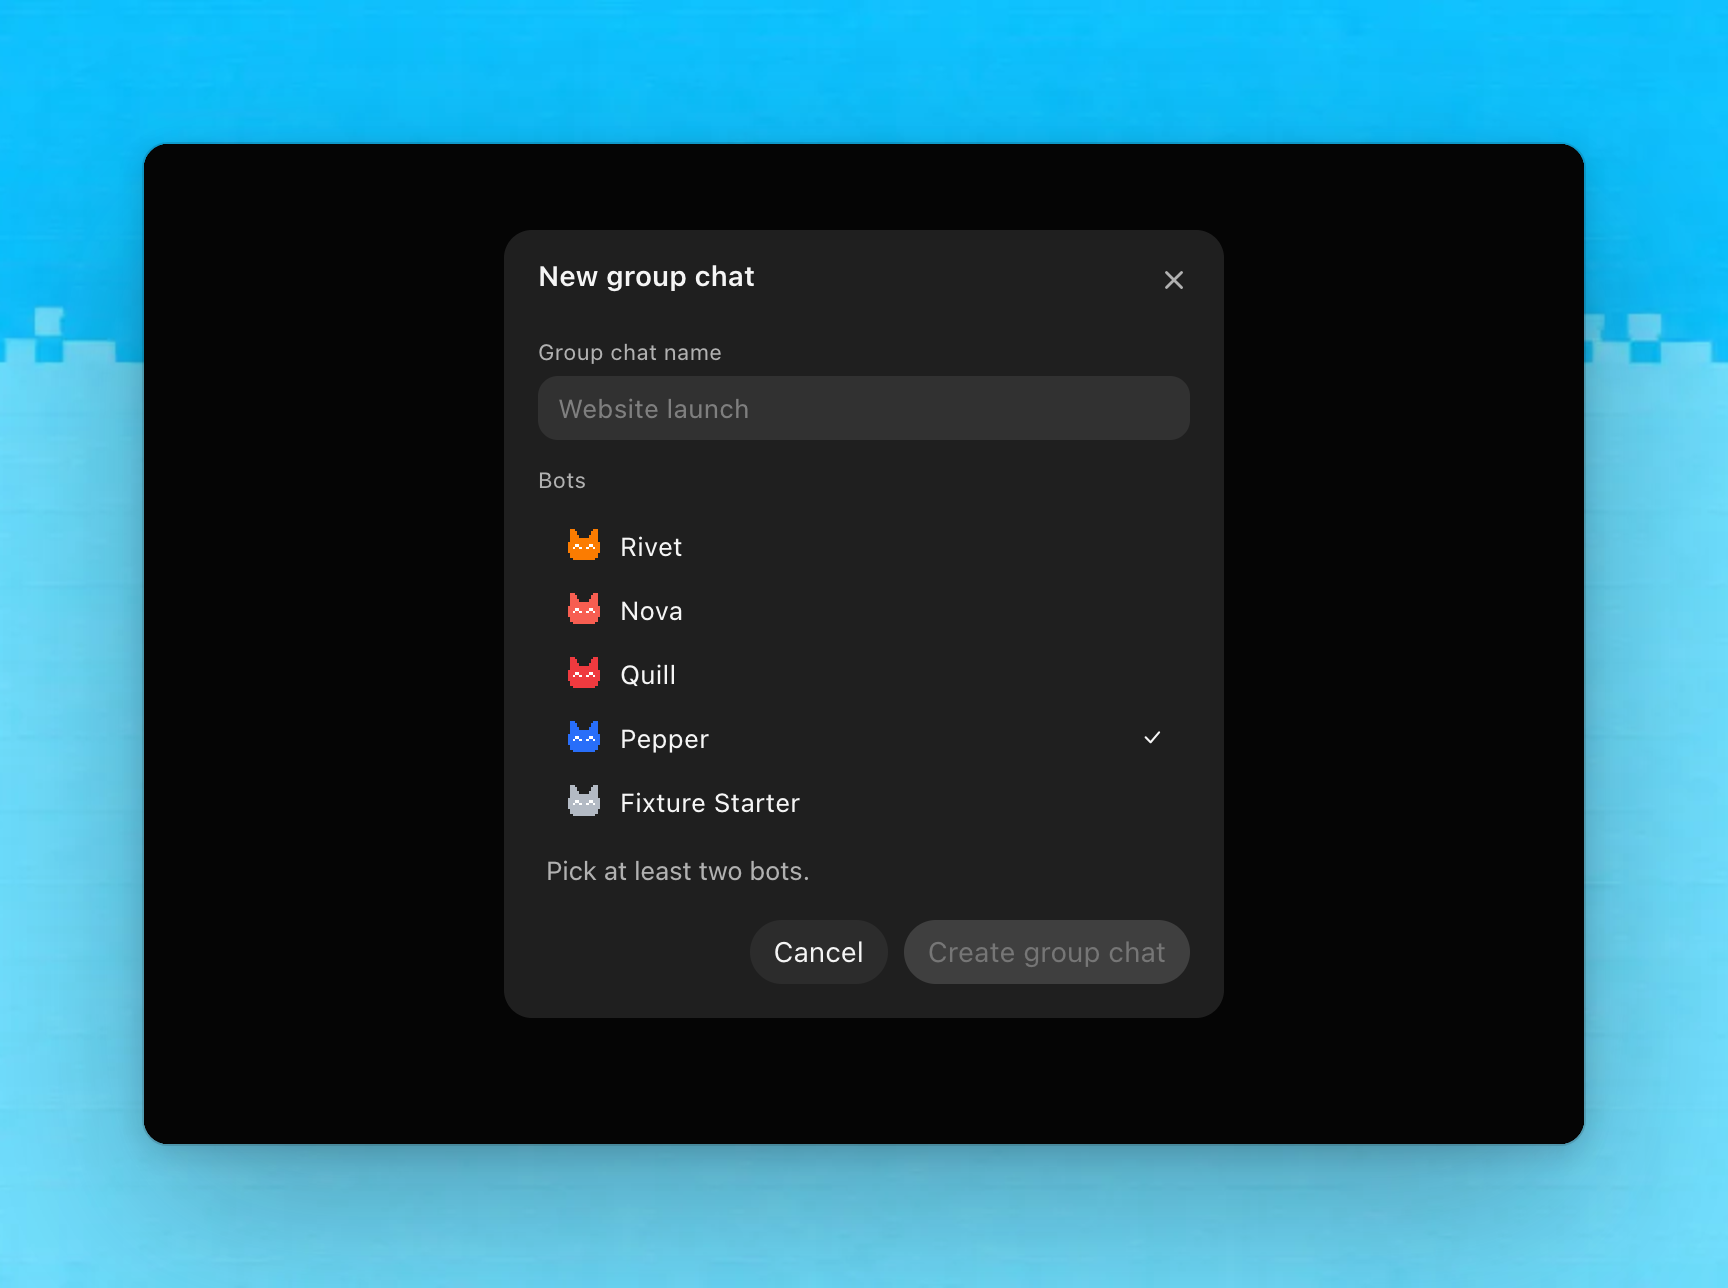 New group chat
Group chat name
Website launch
Bots
Rivet
Nova
Quill
Pepper
Fixture Starter
Pick at least two bots.
Cancel
Create group chat